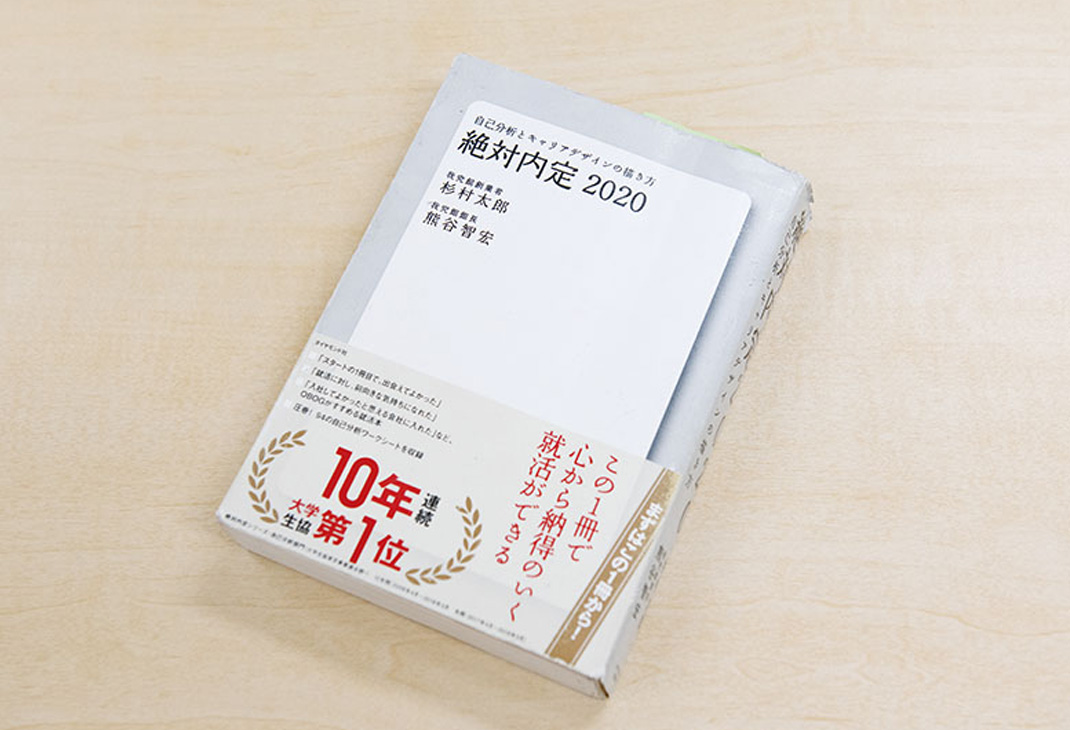 自己分析とキャリアデザインの描き方
絶対内定 2020
我究館創業者
杉村太郎
我究館館長
熊谷智宏
ダイヤモンド社
「スタートの1冊目で、出会えてよかった」
「就活に対し、前向きな気持ちになれた」
「入社してよかったと思える会社に入れた」など、
OBOGがすすめる就活本
圧巻! 94の自己分析ワークシートを収録
10年連続
大学生協 第1位
この1冊で
心から納得のいく
就活ができる
まずはこの1冊から!